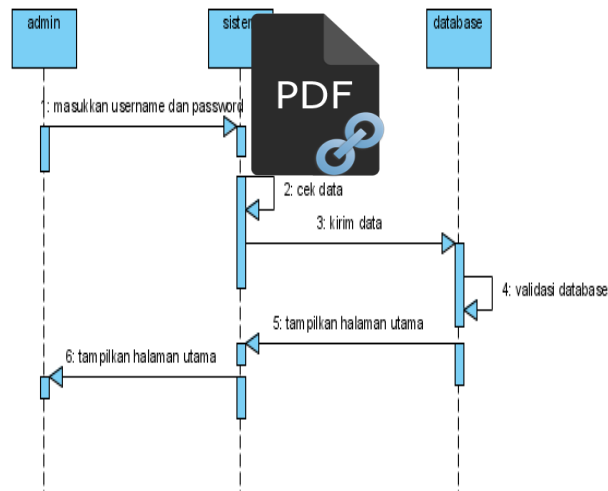 admin
sistem
database
PDF
1: masukkan username dan password
2: cek data
3: kirim data
4: validasi database
5: tampilkan halaman utama
6: tampilkan halaman utama